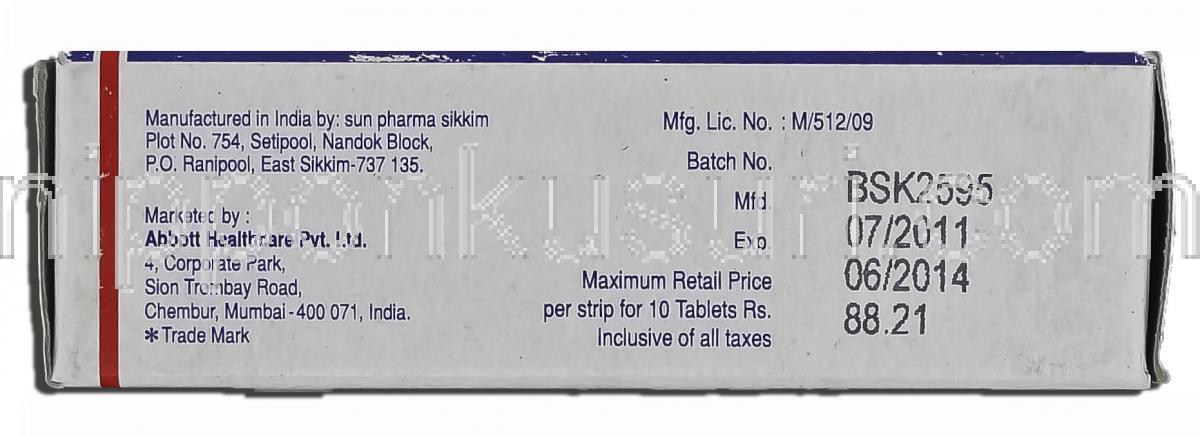 Manufactured in India by: sun pharma sikkim
Plot No. 754, Setipool, Nandok Block,
P.O. Ranipool, East Sikkim-737 135.
Marketed by :
Abbott Healthcare Pvt. Ltd.
4, Corporate Park,
Sion Trombay Road,
Chembur, Mumbai-400 071, India.
*Trade Mark
Mfg. Lic. No. : M/512/09
Batch No. BSK2595
Mfd. 07/2011
Exp. 06/2014
Maximum Retail Price
per strip for 10 Tablets Rs. 88.21
Inclusive of all taxes
nipponkusuri.com